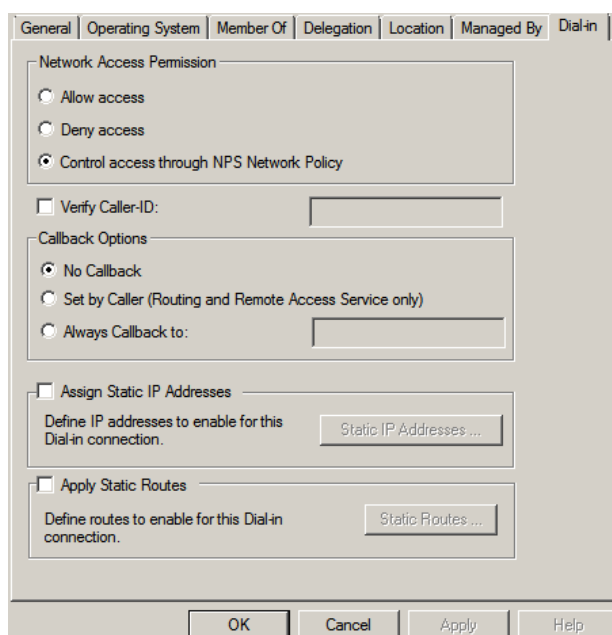 General Operating System Member Of Delegation Location Managed By Dial-in
Network Access Permission
Allow access
Deny access
Control access through NPS Network Policy
Verify Caller-ID:
Callback Options
No Callback
Set by Caller (Routing and Remote Access Service only)
Always Callback to:
Assign Static IP Addresses
Define IP addresses to enable for this
Dial-in connection.
Static IP Addresses ...
Apply Static Routes
Define routes to enable for this Dial-in
connection.
Static Routes ...
OK Cancel Apply Help